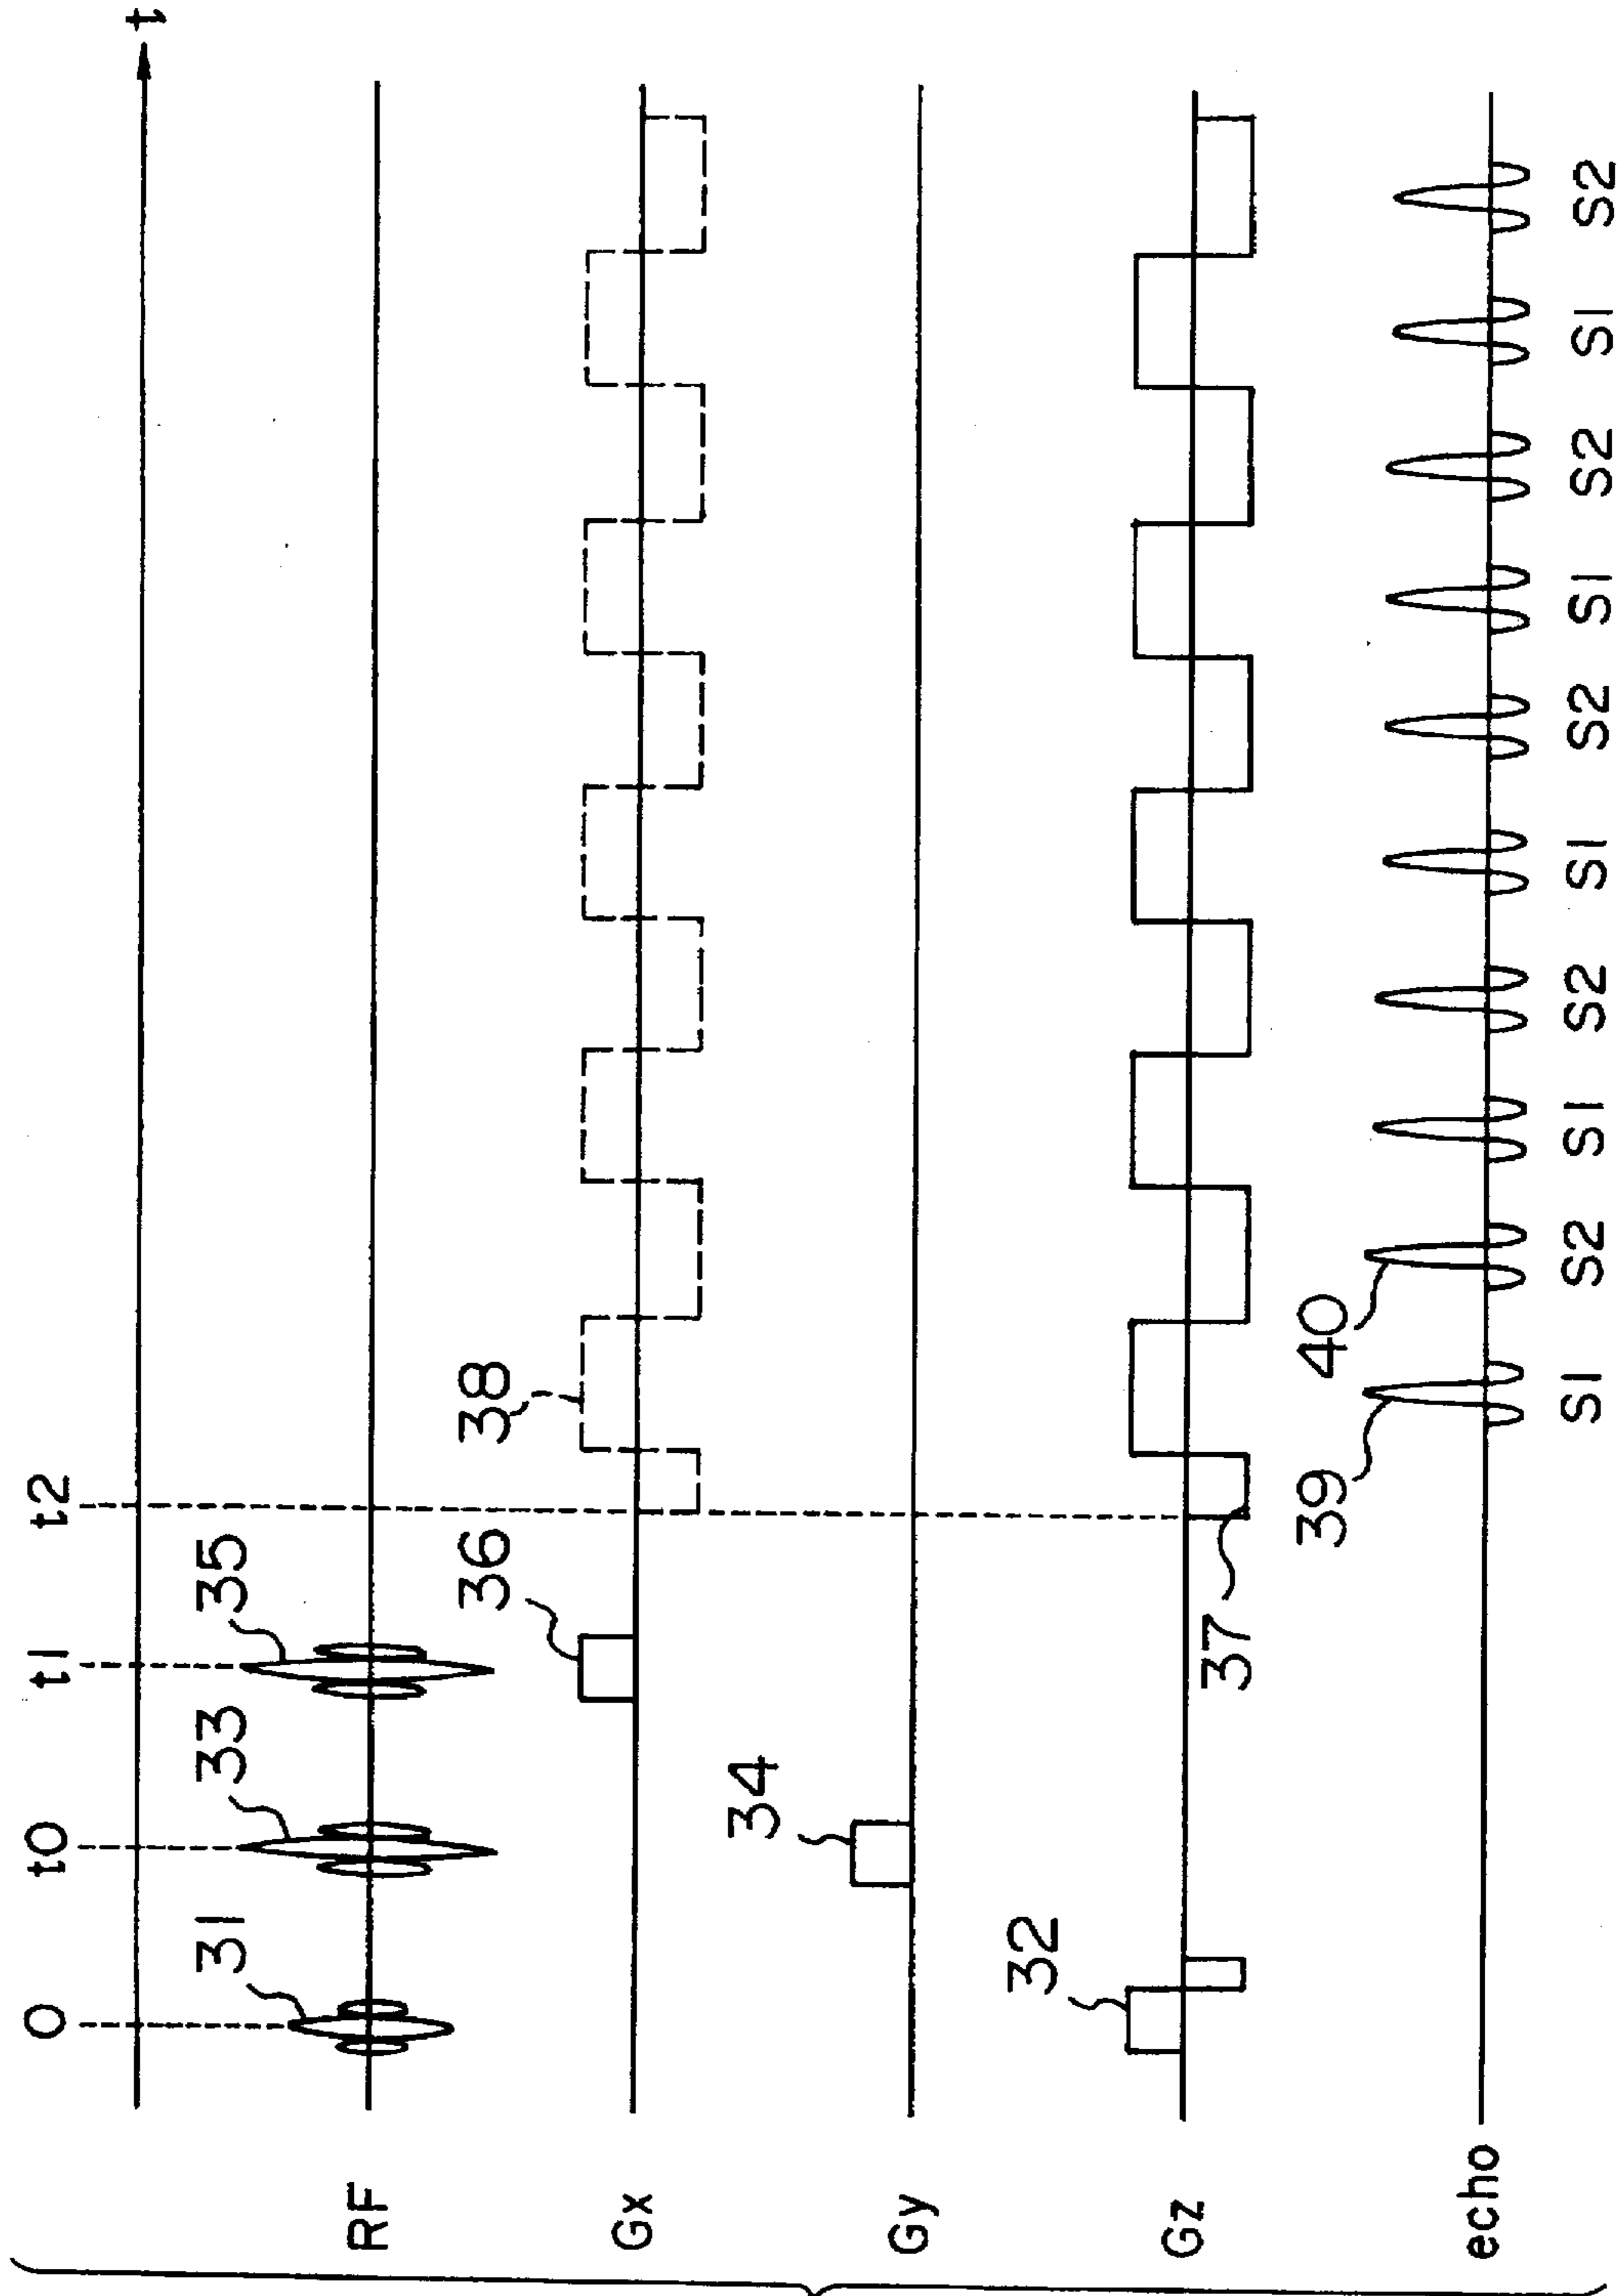 0 t0 t1 t2 t
RF 31 33 35
Gx 36 38
Gy 34
Gz 32 37
echo 39 40
S1 S2 S1 S2 S1 S2 S1 S2 S1 S2